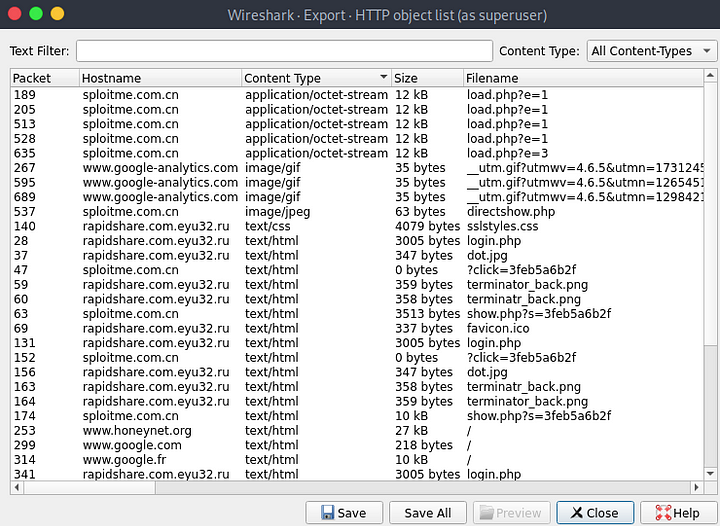 Wireshark · Export · HTTP object list (as superuser)
Text Filter: Content Type: All Content-Types
Packet Hostname Content Type Size Filename
189 sploitme.com.cn application/octet-stream 12 kB load.php?e=1
205 sploitme.com.cn application/octet-stream 12 kB load.php?e=1
513 sploitme.com.cn application/octet-stream 12 kB load.php?e=1
528 sploitme.com.cn application/octet-stream 12 kB load.php?e=1
635 sploitme.com.cn application/octet-stream 12 kB load.php?e=3
267 www.google-analytics.com image/gif 35 bytes __utm.gif?utmwv=4.6.5&utmn=1731245
595 www.google-analytics.com image/gif 35 bytes __utm.gif?utmwv=4.6.5&utmn=1265451
689 www.google-analytics.com image/gif 35 bytes __utm.gif?utmwv=4.6.5&utmn=1298421
537 sploitme.com.cn image/jpeg 63 bytes directshow.php
140 rapidshare.com.eyu32.ru text/css 4079 bytes sslstyles.css
28 rapidshare.com.eyu32.ru text/html 3005 bytes login.php
37 rapidshare.com.eyu32.ru text/html 347 bytes dot.jpg
47 sploitme.com.cn text/html 0 bytes ?click=3feb5a6b2f
59 rapidshare.com.eyu32.ru text/html 359 bytes terminator_back.png
60 rapidshare.com.eyu32.ru text/html 358 bytes terminatr_back.png
63 sploitme.com.cn text/html 3513 bytes show.php?s=3feb5a6b2f
69 rapidshare.com.eyu32.ru text/html 337 bytes favicon.ico
131 rapidshare.com.eyu32.ru text/html 3005 bytes login.php
152 sploitme.com.cn text/html 0 bytes ?click=3feb5a6b2f
156 rapidshare.com.eyu32.ru text/html 347 bytes dot.jpg
163 rapidshare.com.eyu32.ru text/html 358 bytes terminatr_back.png
164 rapidshare.com.eyu32.ru text/html 359 bytes terminator_back.png
174 sploitme.com.cn text/html 10 kB show.php?s=3feb5a6b2f
253 www.honeynet.org text/html 27 kB /
299 www.google.com text/html 218 bytes /
314 www.google.fr text/html 10 kB /
341 rapidshare.com.eyu32.ru text/html 3005 bytes login.php
Save Save All Preview Close Help